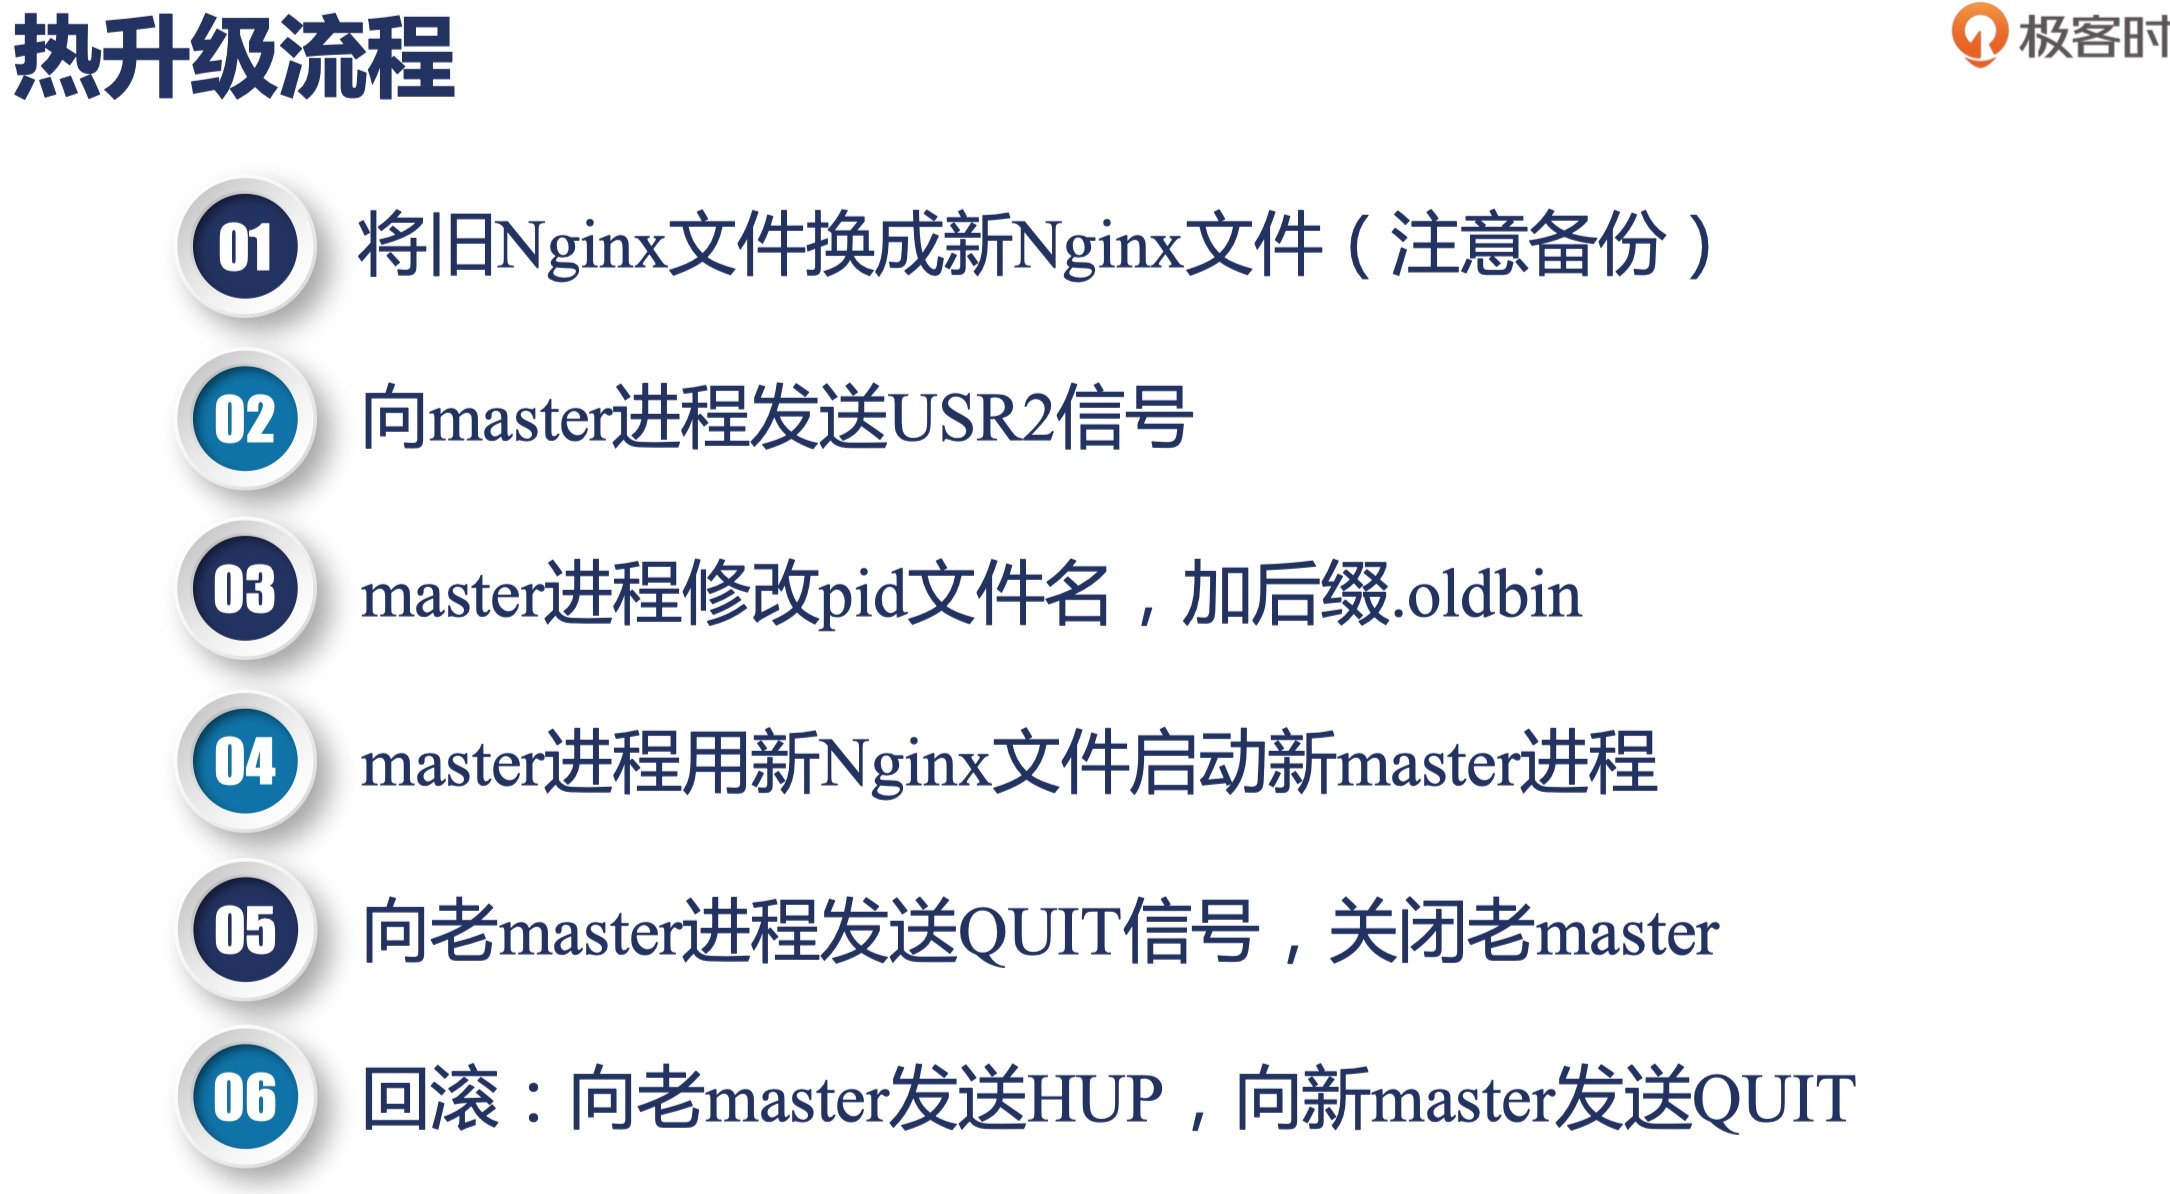 热升级流程
极客时
01
将旧Nginx文件换成新Nginx文件（注意备份）
02
向master进程发送USR2信号
03
master进程修改pid文件名，加后缀.oldbin
04
master进程用新Nginx文件启动新master进程
05
向老master进程发送QUIT信号，关闭老master
06
回滚：向老master发送HUP，向新master发送QUIT